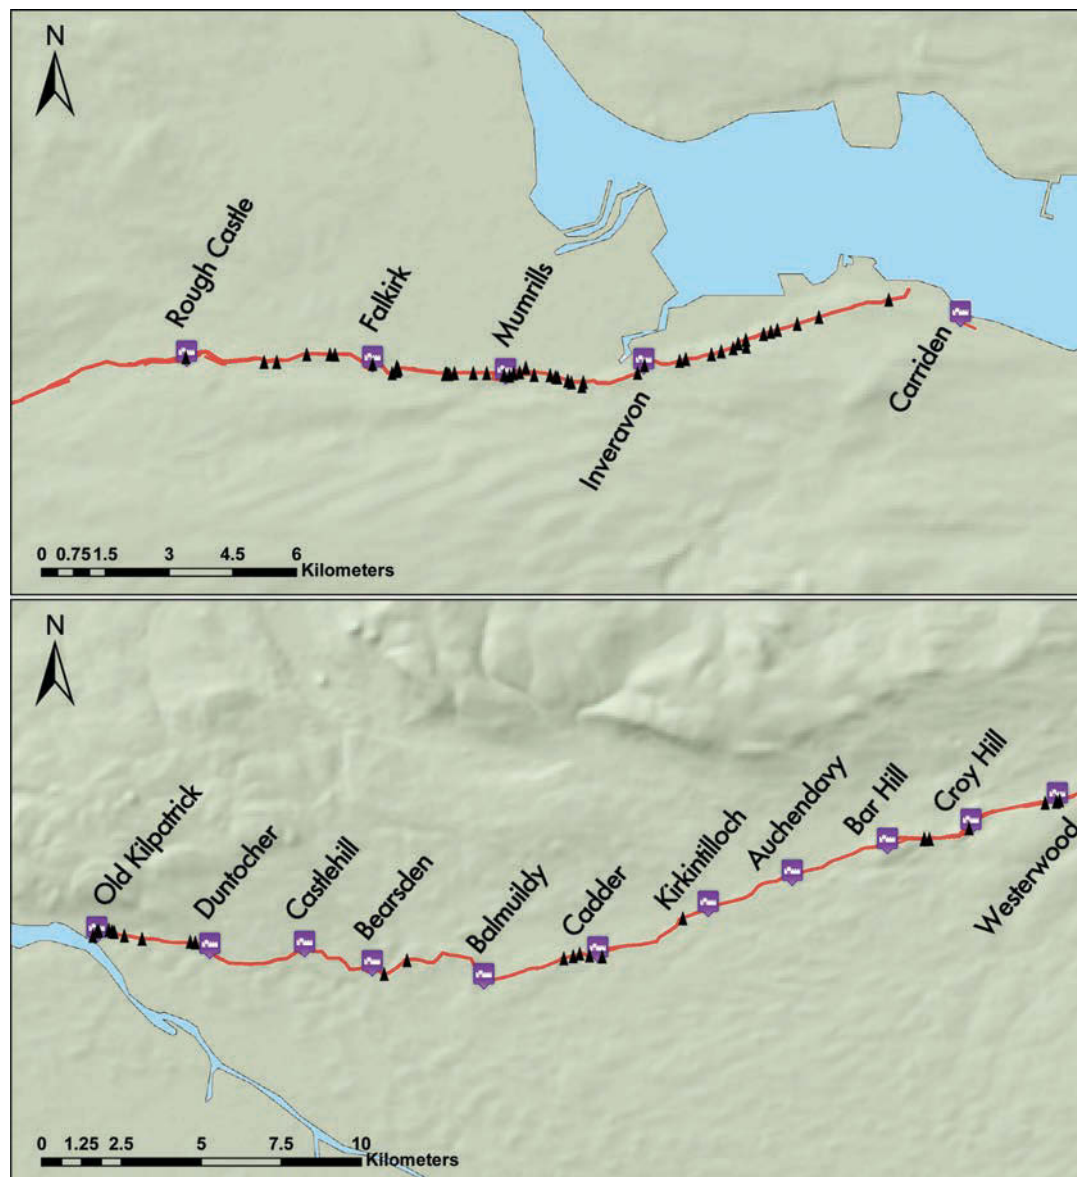 N
Rough Castle
Falkirk
Mumrills
Inveravon
Carriden
0 0.75 1.5 3 4.5 6
Kilometers
N
Old Kilpatrick
Duntocher
Castlehill
Bearsden
Balmuildy
Cadder
Kirkintilloch
Auchendavy
Bar Hill
Croy Hill
Westerwood
0 1.25 2.5 5 7.5 10
Kilometers